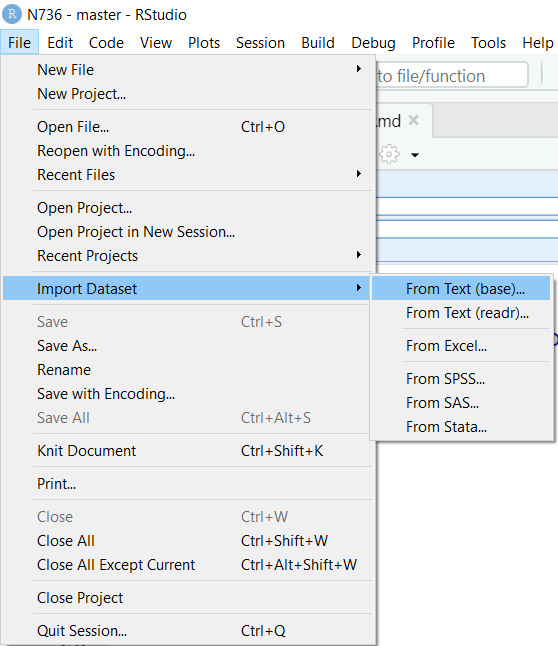 R N736 - master - RStudio
File Edit Code View Plots Session Build Debug Profile Tools Help
New File
to file/function
New Project...
.md
Open File... Ctrl+O
Reopen with Encoding...
Recent Files
Open Project...
Open Project in New Session...
Recent Projects
Import Dataset
From Text (base)...
From Text (readr)...
From Excel...
From SPSS...
From SAS...
From Stata...
Save Ctrl+S
Save As...
Rename
Save with Encoding...
Save All Ctrl+Alt+S
Knit Document Ctrl+Shift+K
Print...
Close Ctrl+W
Close All Ctrl+Shift+W
Close All Except Current Ctrl+Alt+Shift+W
Close Project
Quit Session... Ctrl+Q